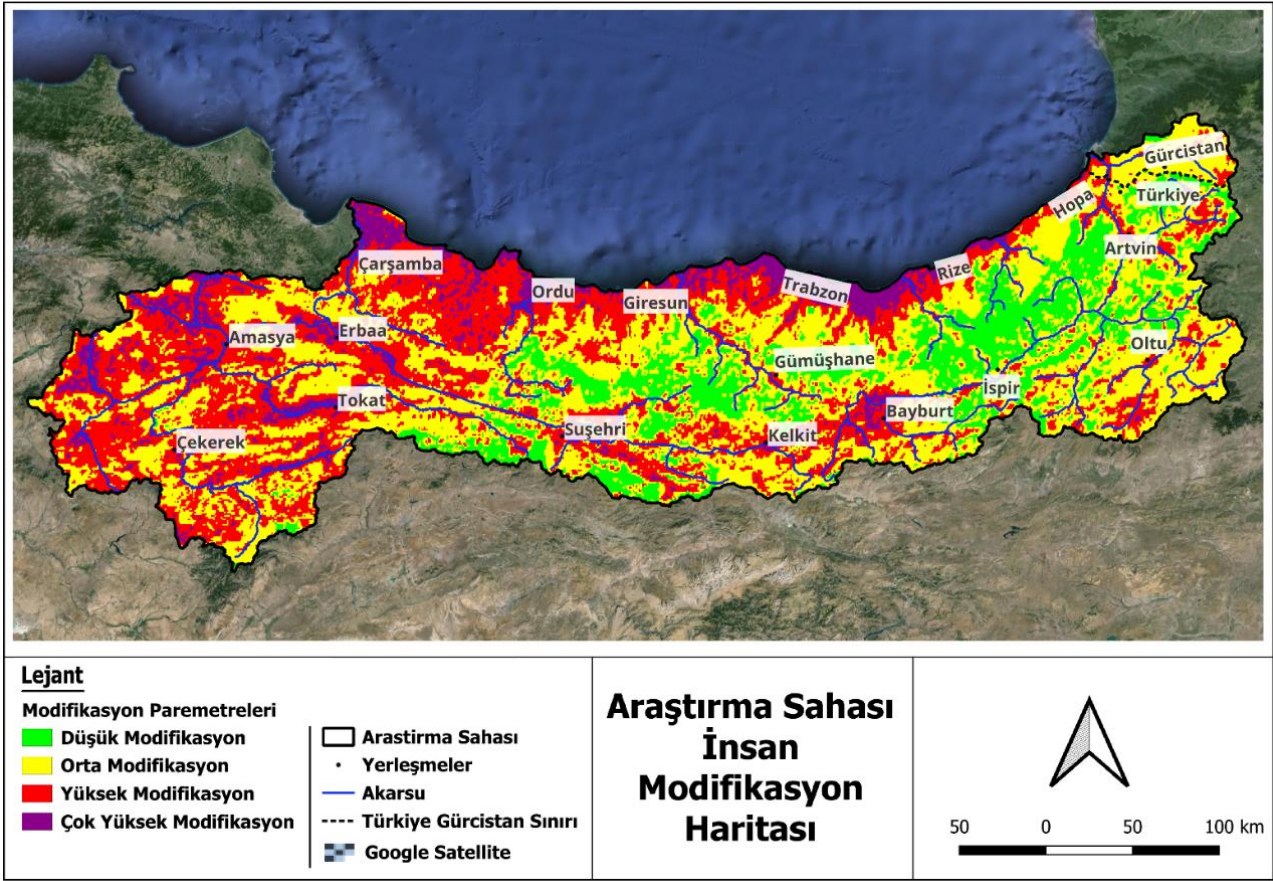 Gürcistan
Türkiye
Hopa
Artvin
Rize
Çarşamba
Ordu
Giresun
Trabzon
Amasya
Erbaa
Gümüşhane
Oltu
İspir
Tokat
Bayburt
Suşehri
Kelkit
Çekerek
Lejant
Modifikasyon Paremetreleri
Düşük Modifikasyon
Orta Modifikasyon
Yüksek Modifikasyon
Çok Yüksek Modifikasyon
Arastirma Sahası
Yerleşmeler
Akarsu
Türkiye Gürcistan Sınırı
Google Satellite
Araştırma Sahası
İnsan
Modifikasyon
Haritası
50 0 50 100 km